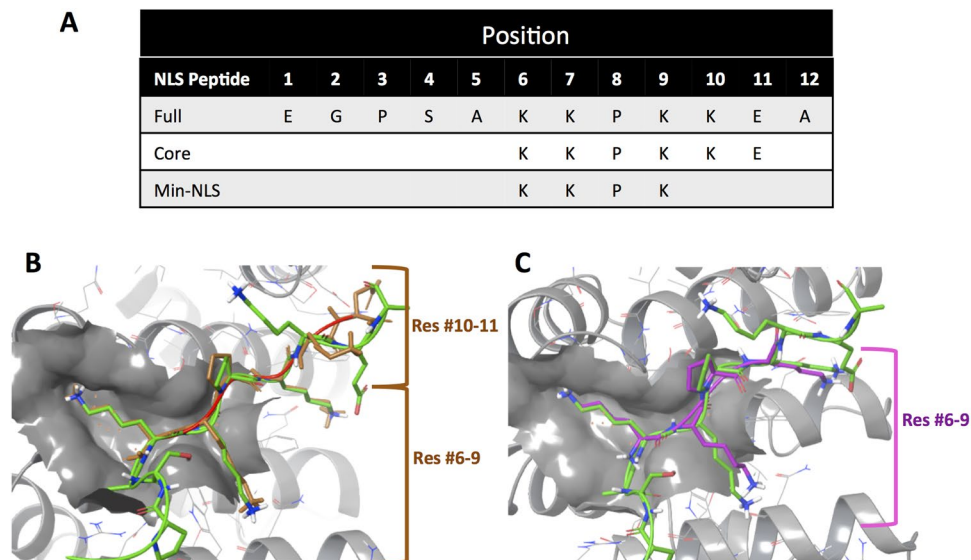 A
Position
NLS Peptide 1 2 3 4 5 6 7 8 9 10 11 12
Full E G P S A K K P K K E A
Core K K P K K E
Min-NLS K K P K
B
C
Res #10-11
Res #6-9
Res #6-9